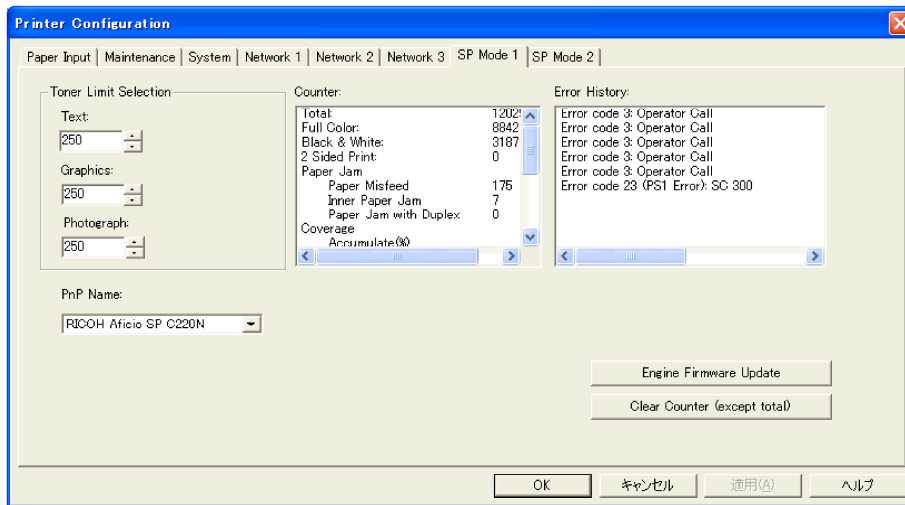 Printer Configuration
Paper Input Maintenance System Network 1 Network 2 Network 3 SP Mode 1 SP Mode 2
Toner Limit Selection
Text:
250
Graphics:
250
Photograph:
250
PnP Name:
RICOH Aficio SP C220N
Counter:
Total:
Full Color: 8842
Black & White: 3187
2 Sided Print: 0
Paper Jam
Paper Misfeed 175
Inner Paper Jam 7
Paper Jam with Duplex 0
Coverage
Accumulate(%)
Error History:
Error code 3: Operator Call
Error code 3: Operator Call
Error code 3: Operator Call
Error code 3: Operator Call
Error code 3: Operator Call
Error code 23 (PS1 Error): SC 300
Engine Firmware Update
Clear Counter (except total)
OK キャンセル 適用(A) ヘルプ